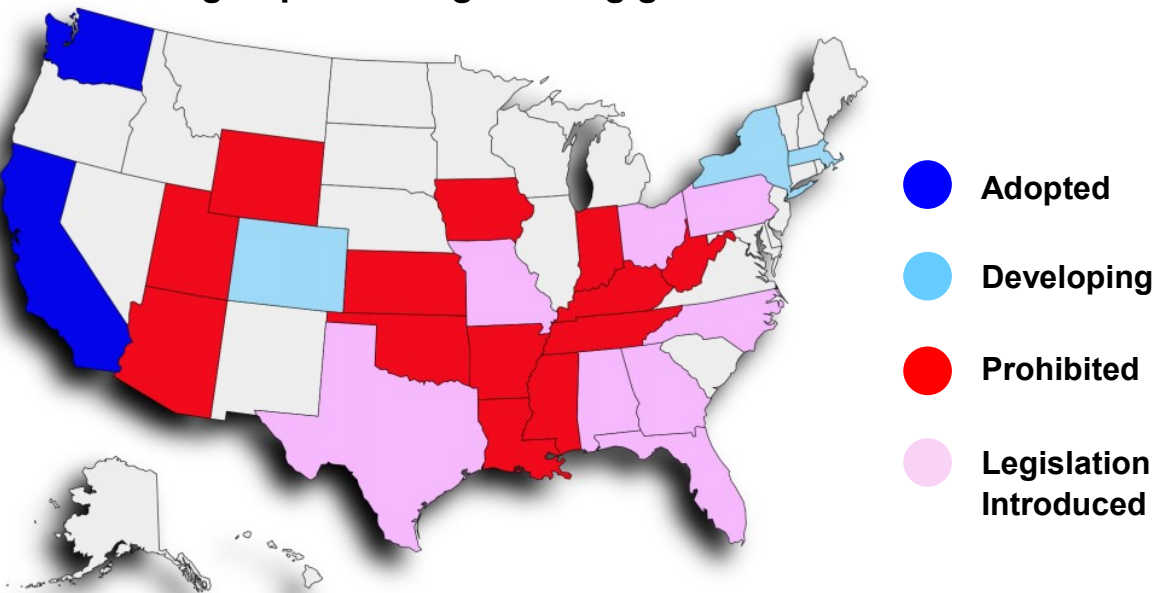 Adopted
Developing
Prohibited
Legislation
Introduced